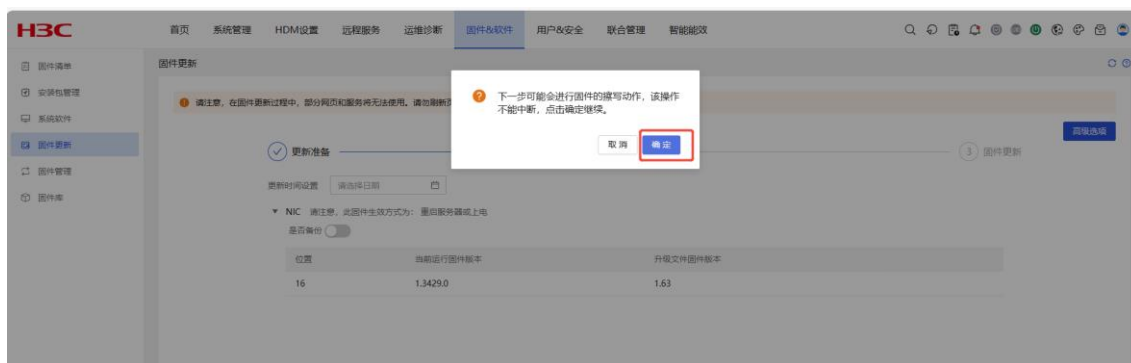 H3C
首页 系统管理 HDM设置 远程服务 运维诊断 固件&软件 用户&安全 联合管理 智能能效
固件清单
安装包管理
系统软件
固件更新
固件管理
固件库
固件更新
请注意，在固件更新过程中，部分网页和服务将无法使用。请勿刷新
下一步可能会进行固件的擦写动作，该操作
不能中断，点击确定继续。
取消 确定
高级选项
更新准备
3 固件更新
更新时间设置 请选择日期
NIC 请注意，此固件生效方式为：重启服务器或上电
是否备份
位置 当前运行固件版本 升级文件固件版本
16 1.3429.0 1.63